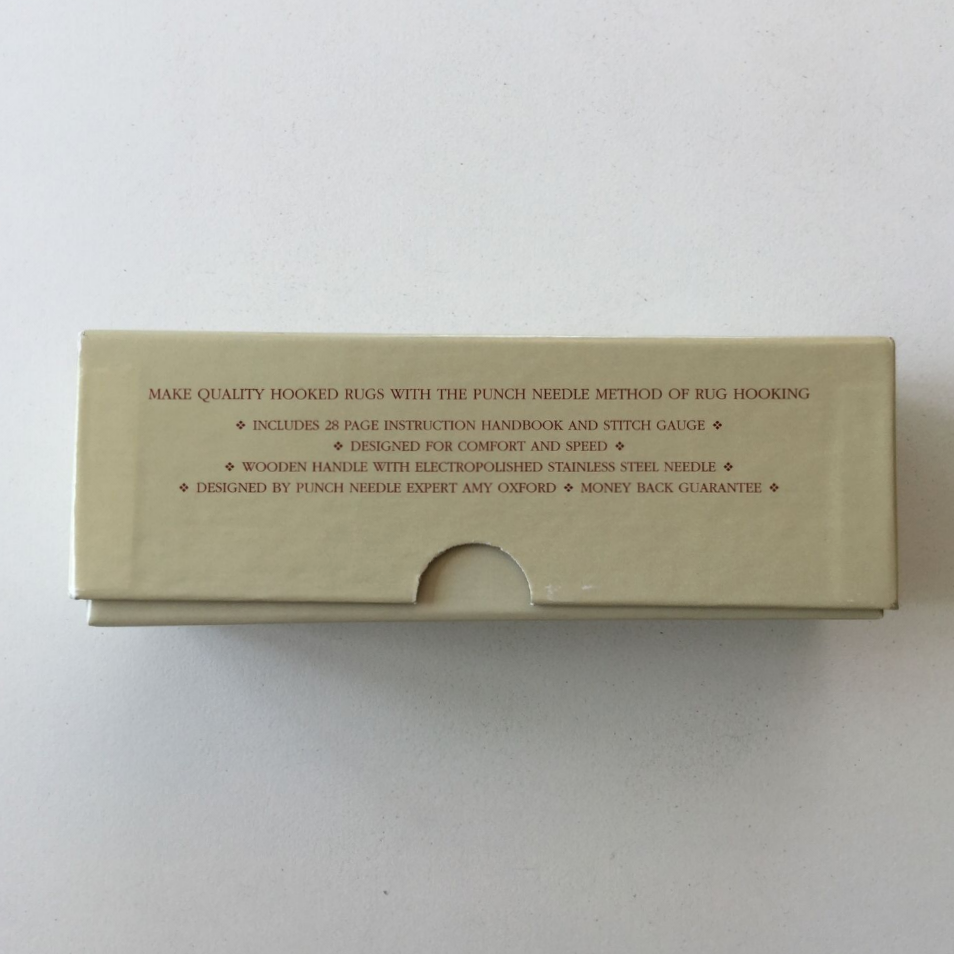 MAKE QUALITY HOOKED RUGS WITH THE PUNCH NEEDLE METHOD OF RUG HOOKING
❖ INCLUDES 28 PAGE INSTRUCTION HANDBOOK AND STITCH GAUGE ❖
❖ DESIGNED FOR COMFORT AND SPEED ❖
❖ WOODEN HANDLE WITH ELECTROPOLISHED STAINLESS STEEL NEEDLE ❖
❖ DESIGNED BY PUNCH NEEDLE EXPERT AMY OXFORD ❖ MONEY BACK GUARANTEE ❖